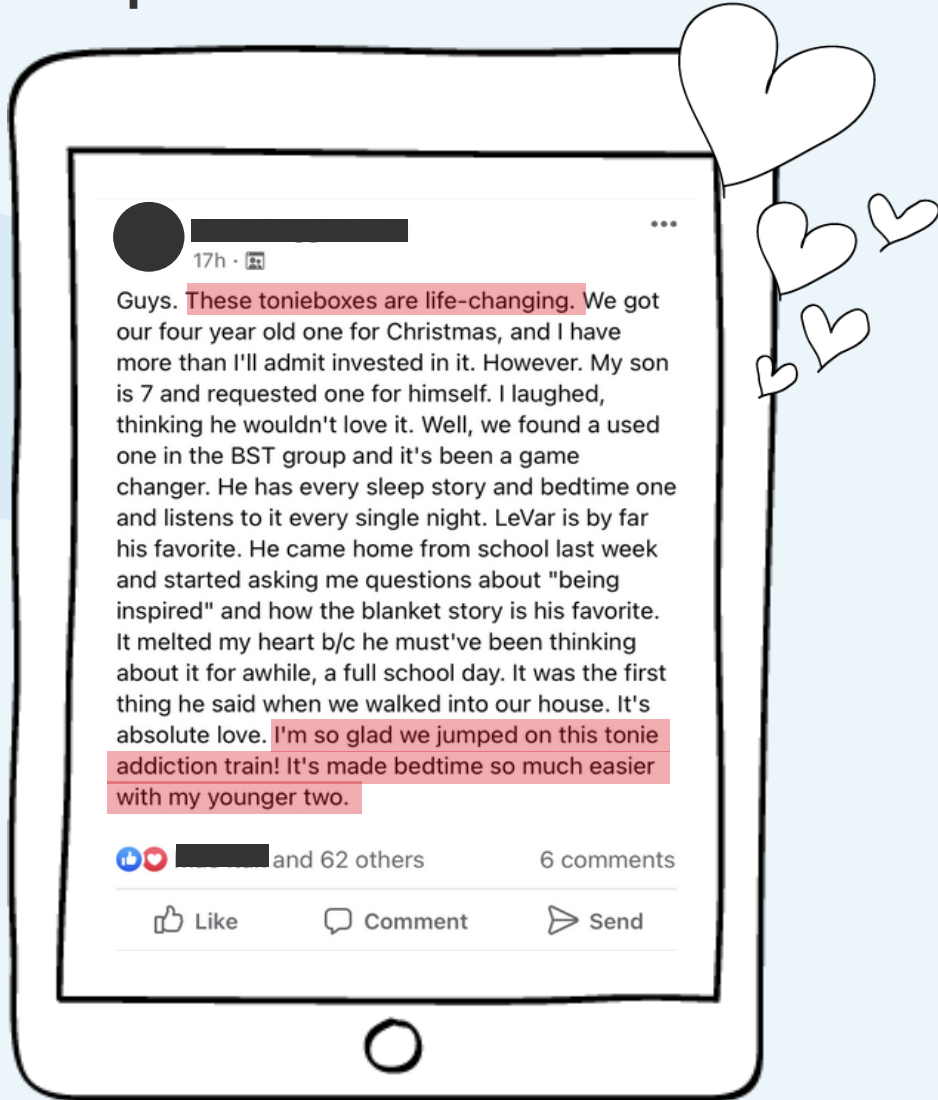 17h ·
Guys. These tonieboxes are life-changing. We got
our four year old one for Christmas, and I have
more than I'll admit invested in it. However. My son
is 7 and requested one for himself. I laughed,
thinking he wouldn't love it. Well, we found a used
one in the BST group and it's been a game
changer. He has every sleep story and bedtime one
and listens to it every single night. LeVar is by far
his favorite. He came home from school last week
and started asking me questions about "being
inspired" and how the blanket story is his favorite.
It melted my heart b/c he must've been thinking
about it for awhile, a full school day. It was the first
thing he said when we walked into our house. It's
absolute love. I'm so glad we jumped on this tonie
addiction train! It's made bedtime so much easier
with my younger two.
and 62 others 6 comments
Like Comment Send